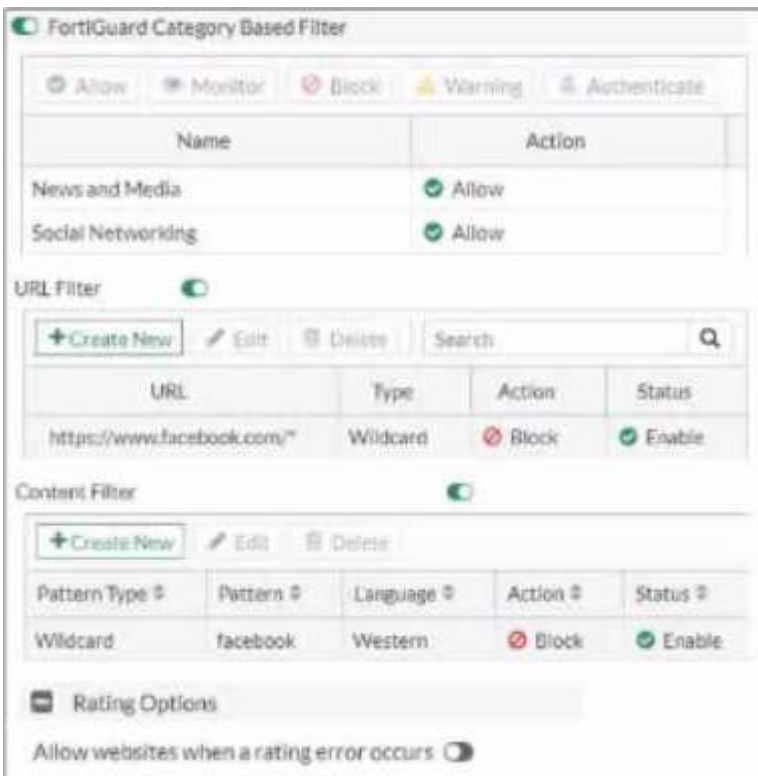 FortiGuard Category Based Filter
Allow Monitor Block Warning Authenticate
Name Action
News and Media Allow
Social Networking Allow
URL Filter
+Create New Edit Delete Search
URL Type Action Status
https://www.facebook.com/* Wildcard Block Enable
Content Filter
+Create New Edit Delete
Pattern Type Pattern Language Action Status
Wildcard facebook Western Block Enable
Rating Options
Allow websites when a rating error occurs